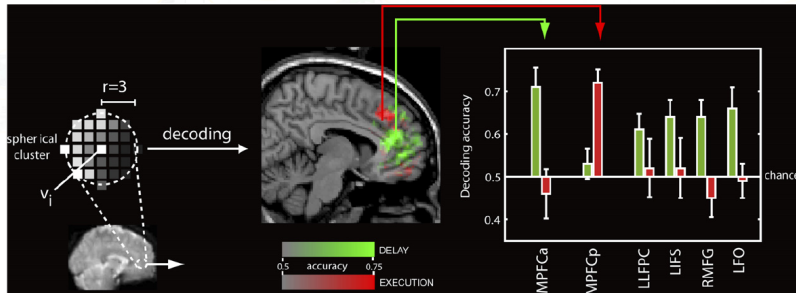 r=3
spherical
cluster
decoding
vi
DELAY
0.5 accuracy 0.75
EXECUTION
Decoding accuracy
0.7
0.6
0.5
0.4
chance
MPFCa
MPFCp
LLFPC
LIFS
RMFG
LFO